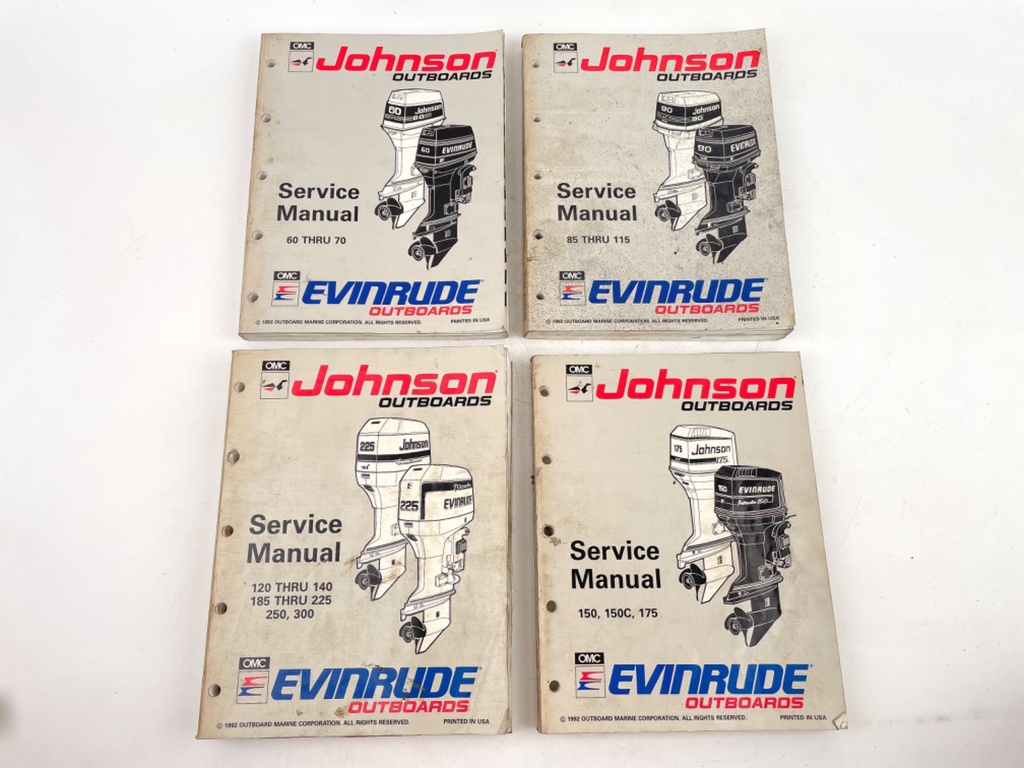 OMC
Johnson
OUTBOARDS
60
Johnson
60
60
EVINRUDE
Service
Manual
60 THRU 70
OMC
EVINRUDE
OUTBOARDS
© 1992 OUTBOARD MARINE CORPORATION. ALL RIGHTS RESERVED. PRINTED IN USA
OMC
Johnson
OUTBOARDS
90
Johnson
90
90
EVINRUDE
Service
Manual
85 THRU 115
OMC
EVINRUDE
OUTBOARDS
© 1992 OUTBOARD MARINE CORPORATION. ALL RIGHTS RESERVED. PRINTED IN USA
OMC
Johnson
OUTBOARDS
225
Johnson
225
EVINRUDE
Service
Manual
120 THRU 140
185 THRU 225
250, 300
OMC
EVINRUDE
OUTBOARDS
© 1992 OUTBOARD MARINE CORPORATION. ALL RIGHTS RESERVED. PRINTED IN USA
OMC
Johnson
OUTBOARDS
175
Johnson
175
150
EVINRUDE
150
Service
Manual
150, 150C, 175
OMC
EVINRUDE
OUTBOARDS
© 1992 OUTBOARD MARINE CORPORATION. ALL RIGHTS RESERVED. PRINTED IN USA